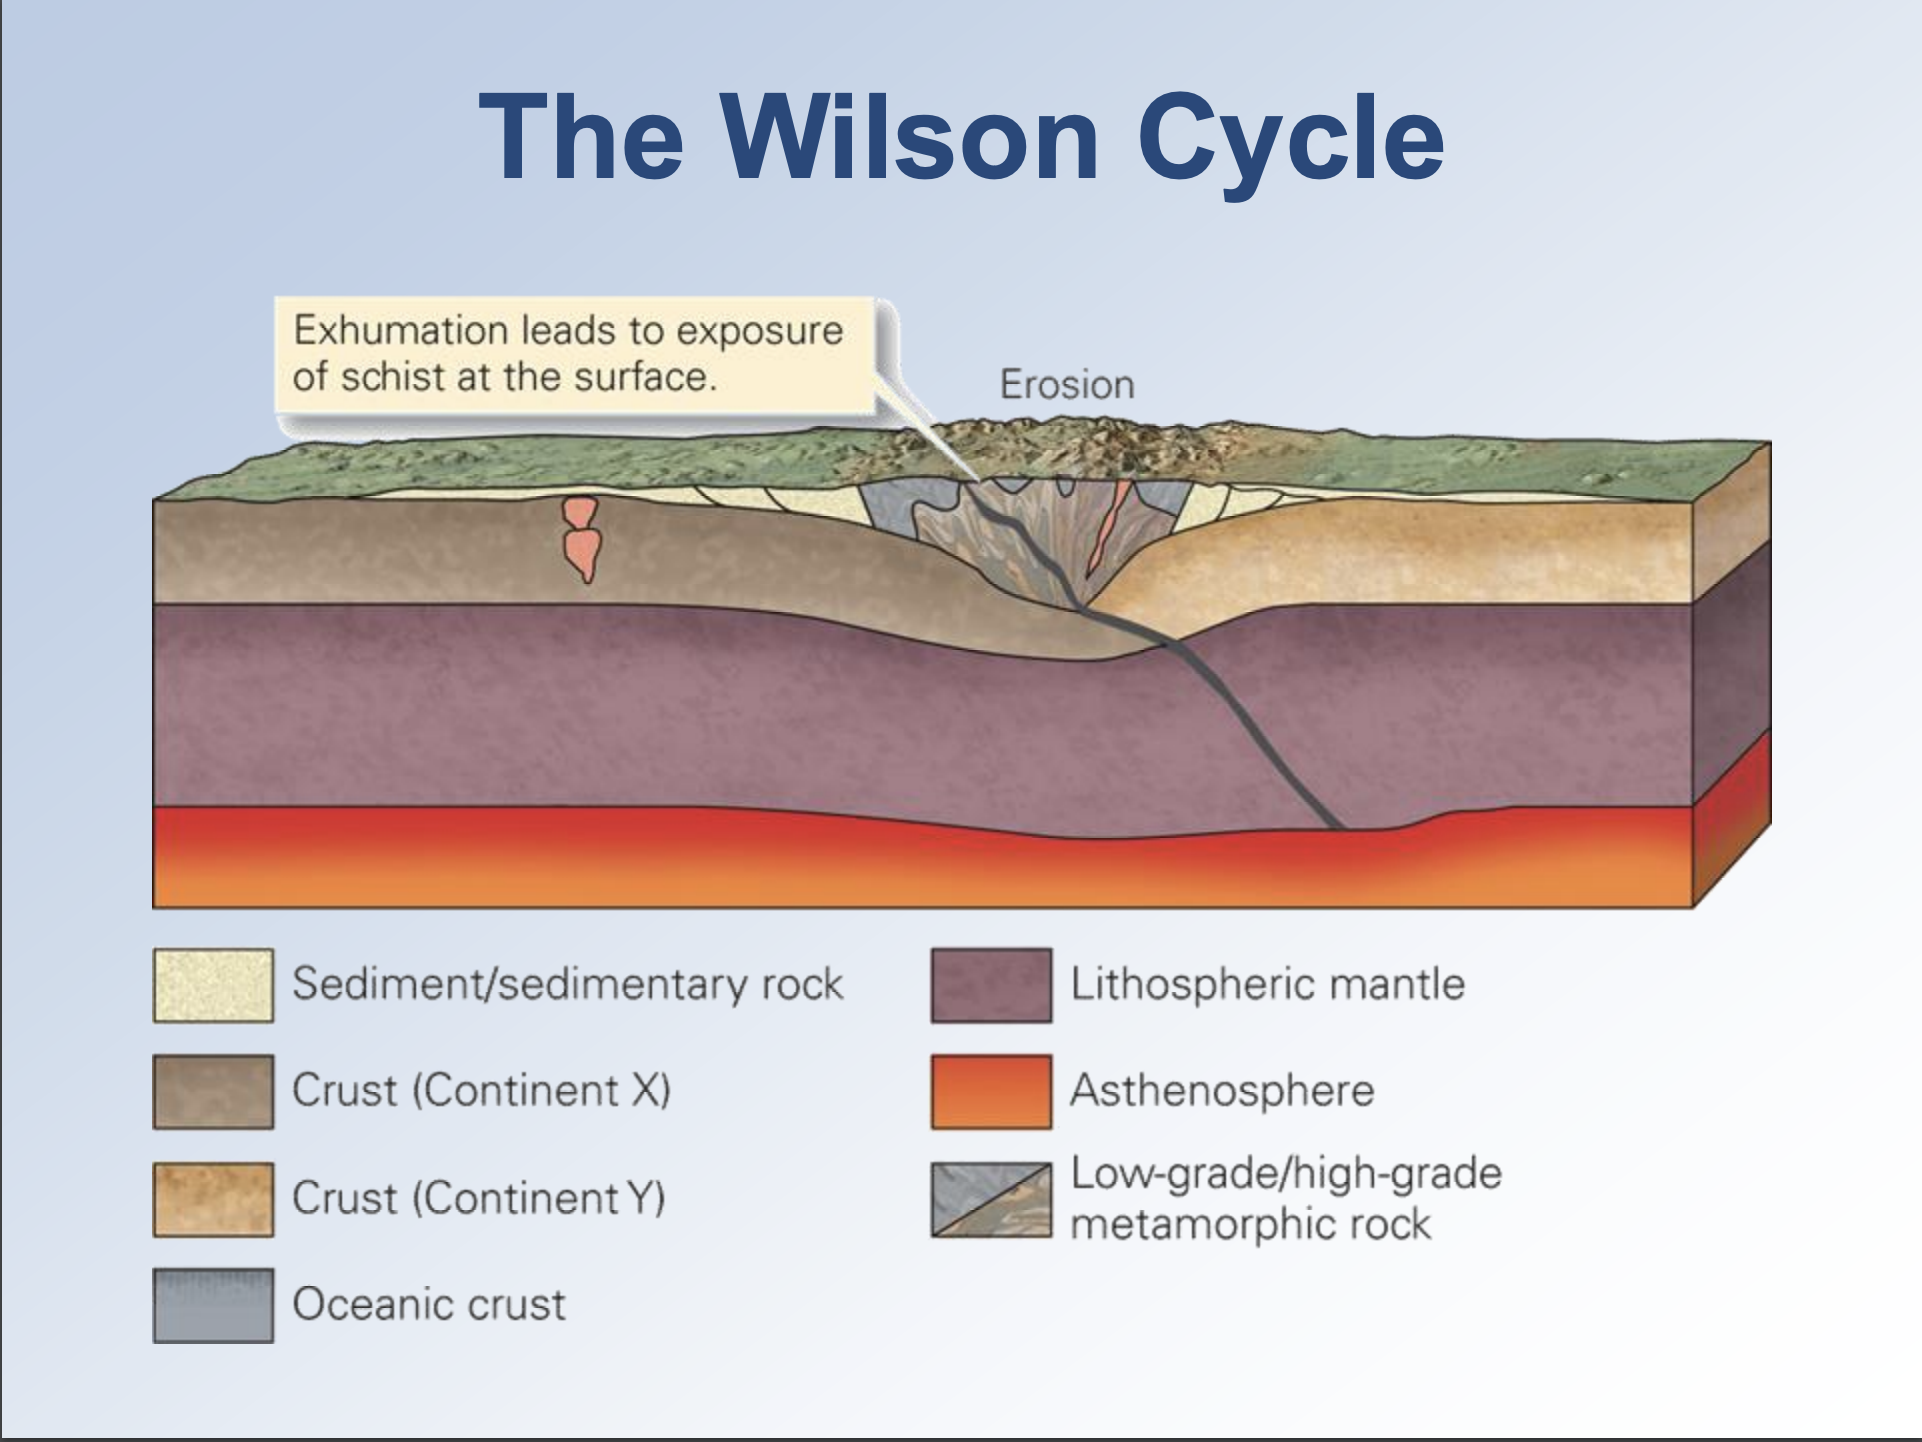 The Wilson Cycle
Exhumation leads to exposure
of schist at the surface.
Erosion
Sediment/sedimentary rock
Crust (Continent X)
Crust (Continent Y)
Oceanic crust
Lithospheric mantle
Asthenosphere
Low-grade/high-grade
metamorphic rock